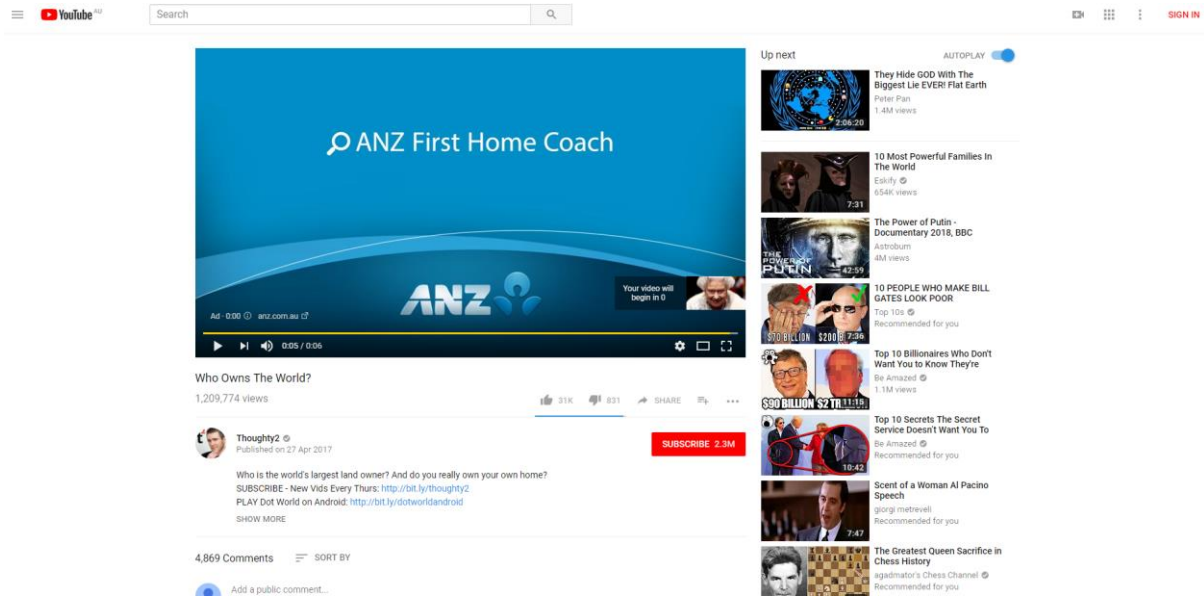 YouTube AU
Search
SIGN IN
ANZ First Home Coach
ANZ
Your video will
begin in 0
Ad · 0:00 anz.com.au
0:05 / 0:06
Who Owns The World?
1,209,774 views
31K 831 SHARE
Thoughty2
Published on 27 Apr 2017
SUBSCRIBE 2.3M
Who is the world's largest land owner? And do you really own your own home?
SUBSCRIBE - New Vids Every Thurs: http://bit.ly/thoughty2
PLAY Dot World on Android: http://bit.ly/dotworldandroid
SHOW MORE
4,869 Comments SORT BY
Add a public comment...
Up next AUTOPLAY
2:06:20
They Hide GOD With The
Biggest Lie EVER! Flat Earth
Peter Pan
1.4M views
7:31
10 Most Powerful Families In
The World
Eskify
654K views
THE
POWER OF
PUTIN
42:59
The Power of Putin -
Documentary 2018, BBC
Astroburn
4M views
$70 BILLION $200 B
7:36
10 PEOPLE WHO MAKE BILL
GATES LOOK POOR
Top 10s
Recommended for you
$90 BILLION $2 TR
11:15
Top 10 Billionaires Who Don't
Want You to Know They're
Be Amazed
1.1M views
10:42
Top 10 Secrets The Secret
Service Doesn't Want You To
Be Amazed
Recommended for you
7:47
Scent of a Woman Al Pacino
Speech
giorgi metreveli
Recommended for you
The Greatest Queen Sacrifice in
Chess History
agadmator's Chess Channel
Recommended for you